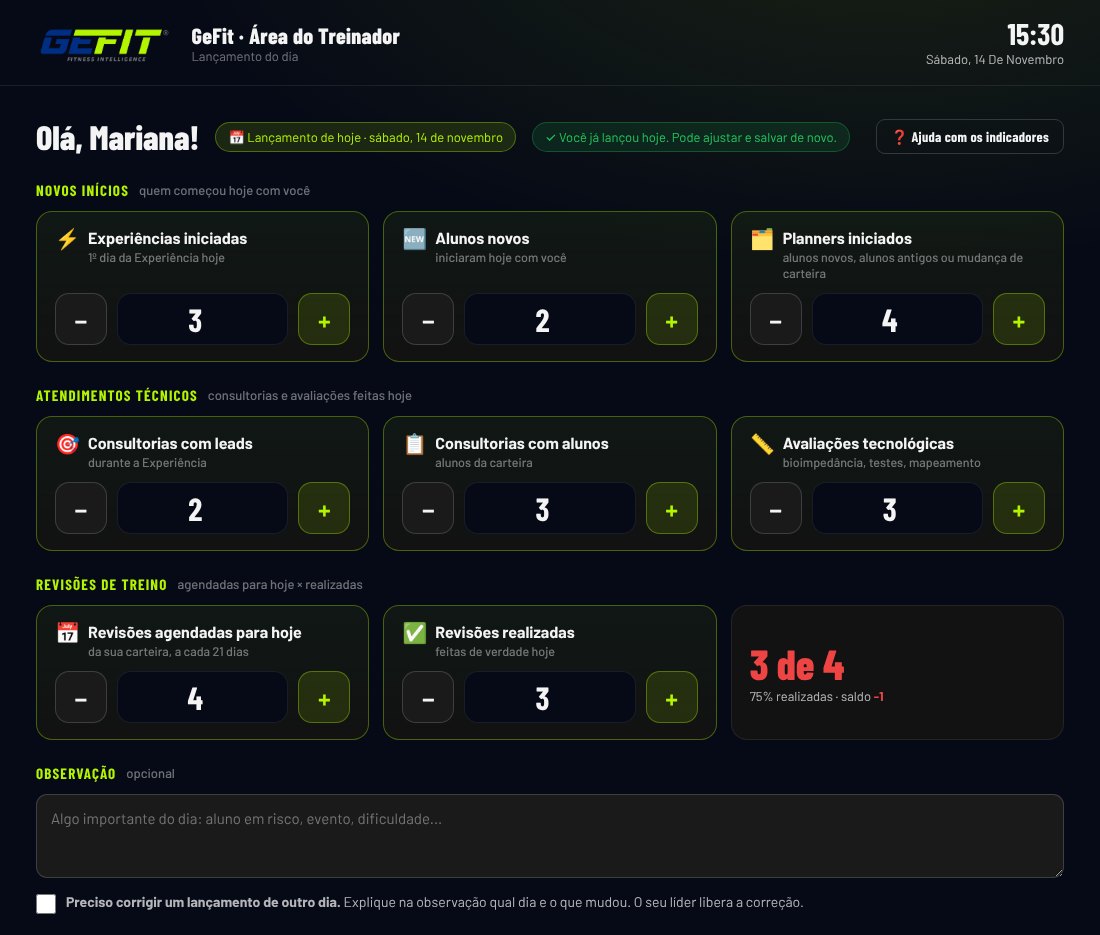 GEFIT®
FITNESS INTELLIGENCE
GeFit · Área do Treinador
Lançamento do dia
15:30
Sábado, 14 De Novembro
Olá, Mariana!
Lançamento de hoje · sábado, 14 de novembro
✓ Você já lançou hoje. Pode ajustar e salvar de novo.
❓ Ajuda com os indicadores
NOVOS INÍCIOS quem começou hoje com você
Experiências iniciadas
1º dia da Experiência hoje
− 3 +
NEW
Alunos novos
iniciaram hoje com você
− 2 +
Planners iniciados
alunos novos, alunos antigos ou mudança de
carteira
− 4 +
ATENDIMENTOS TÉCNICOS consultorias e avaliações feitas hoje
Consultorias com leads
durante a Experiência
− 2 +
Consultorias com alunos
alunos da carteira
− 3 +
Avaliações tecnológicas
bioimpedância, testes, mapeamento
− 3 +
REVISÕES DE TREINO agendadas para hoje × realizadas
Revisões agendadas para hoje
da sua carteira, a cada 21 dias
− 4 +
Revisões realizadas
feitas de verdade hoje
− 3 +
3 de 4
75% realizadas · saldo -1
OBSERVAÇÃO opcional
Algo importante do dia: aluno em risco, evento, dificuldade...
Preciso corrigir um lançamento de outro dia. Explique na observação qual dia e o que mudou. O seu líder libera a correção.